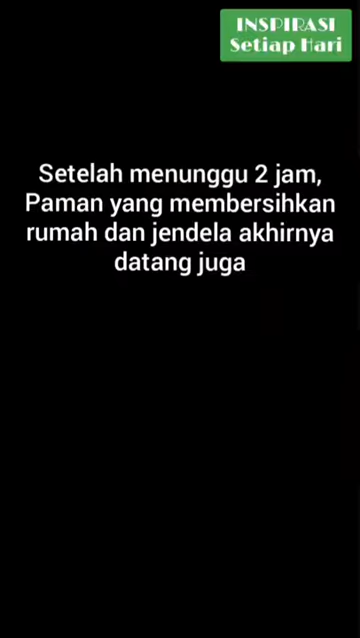 INSPIRASI
Setiap Hari
Setelah menunggu 2 jam,
Paman yang membersihkan
rumah dan jendela akhirnya
datang juga